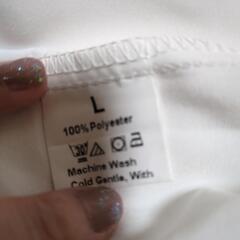 L
100% Polyester
Machine Wash
Cold Gentle, With